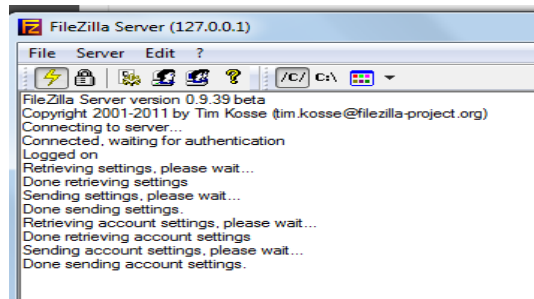 FileZilla Server (127.0.0.1)
File Server Edit ?
/C/ C:\
FileZilla Server version 0.9.39 beta
Copyright 2001-2011 by Tim Kosse (tim.kosse@filezilla-project.org)
Connecting to server...
Connected, waiting for authentication
Logged on
Retrieving settings, please wait...
Done retrieving settings
Sending settings, please wait...
Done sending settings.
Retrieving account settings, please wait...
Done retrieving account settings
Sending account settings, please wait...
Done sending account settings.